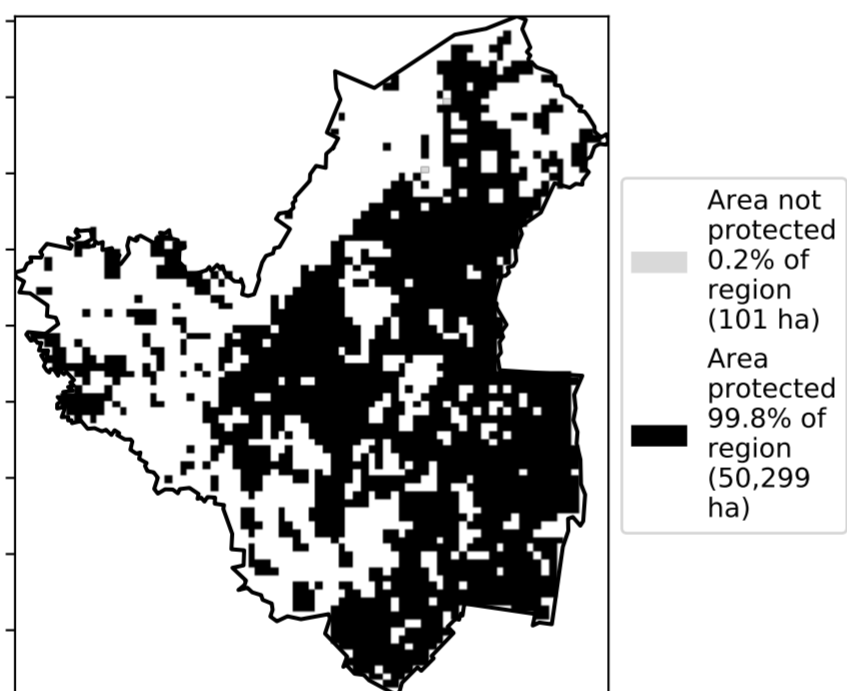 Area not
protected
0.2% of
region
(101 ha)
Area
protected
99.8% of
region
(50,299
ha)